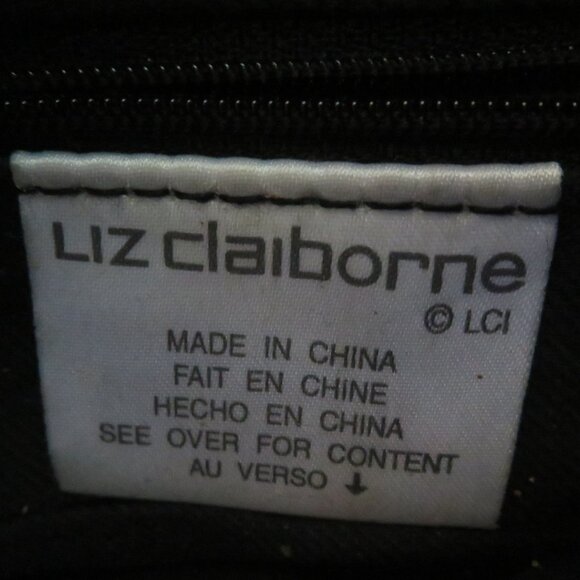 Liz claiborne
© LCI
MADE IN CHINA
FAIT EN CHINE
HECHO EN CHINA
SEE OVER FOR CONTENT
AU VERSO ↓